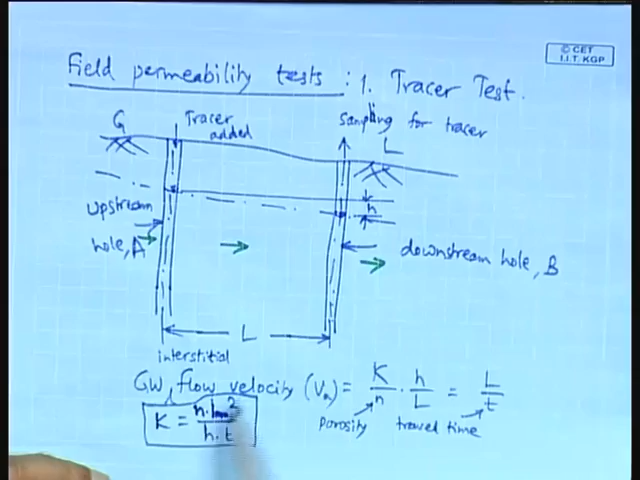 © CET
I.I.T. KGP
Field permeability tests : 1. Tracer Test.
G Tracer added
Sampling for tracer
L
h
upstream hole, A
downstream hole, B
L
interstitial
GW flow velocity (Va) = K/n · h/L = L/t
porosity travel time
K = n·L²/h·t